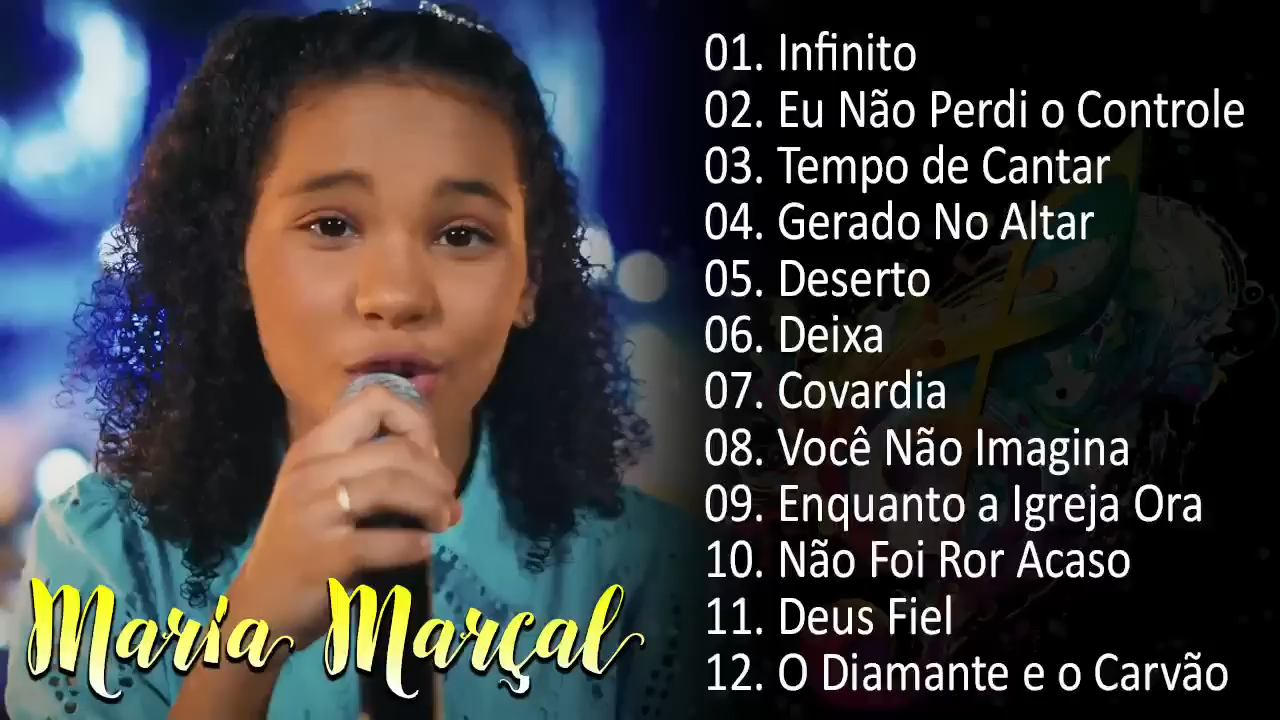 01. Infinito
02. Eu Não Perdi o Controle
03. Tempo de Cantar
04. Gerado No Altar
05. Deserto
06. Deixa
07. Covardia
08. Você Não Imagina
09. Enquanto a Igreja Ora
10. Não Foi Ror Acaso
11. Deus Fiel
12. O Diamante e o Carvão
Maria Marçal